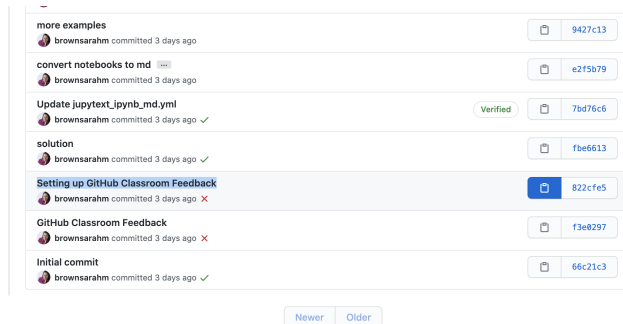 more examples
9427c13
brownsarahm committed 3 days ago
convert notebooks to md ...
e2f5b79
brownsarahm committed 3 days ago
Update jupytext_ipynb_md.yml
Verified
7bd76c6
brownsarahm committed 3 days ago
solution
fbe6613
brownsarahm committed 3 days ago
Setting up GitHub Classroom Feedback
822cfe5
brownsarahm committed 3 days ago
GitHub Classroom Feedback
f3e0297
brownsarahm committed 3 days ago
Initial commit
66c21c3
brownsarahm committed 3 days ago
Newer Older